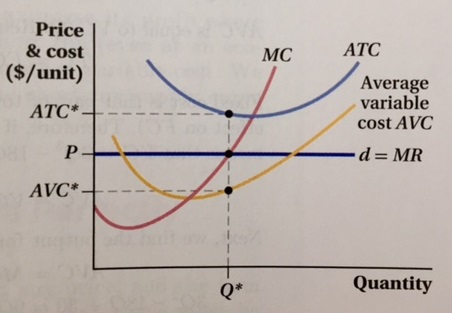 Price
& cost
($/unit)
MC
ATC
Average
variable
cost AVC
ATC*
P
d = MR
AVC*
Q*
Quantity